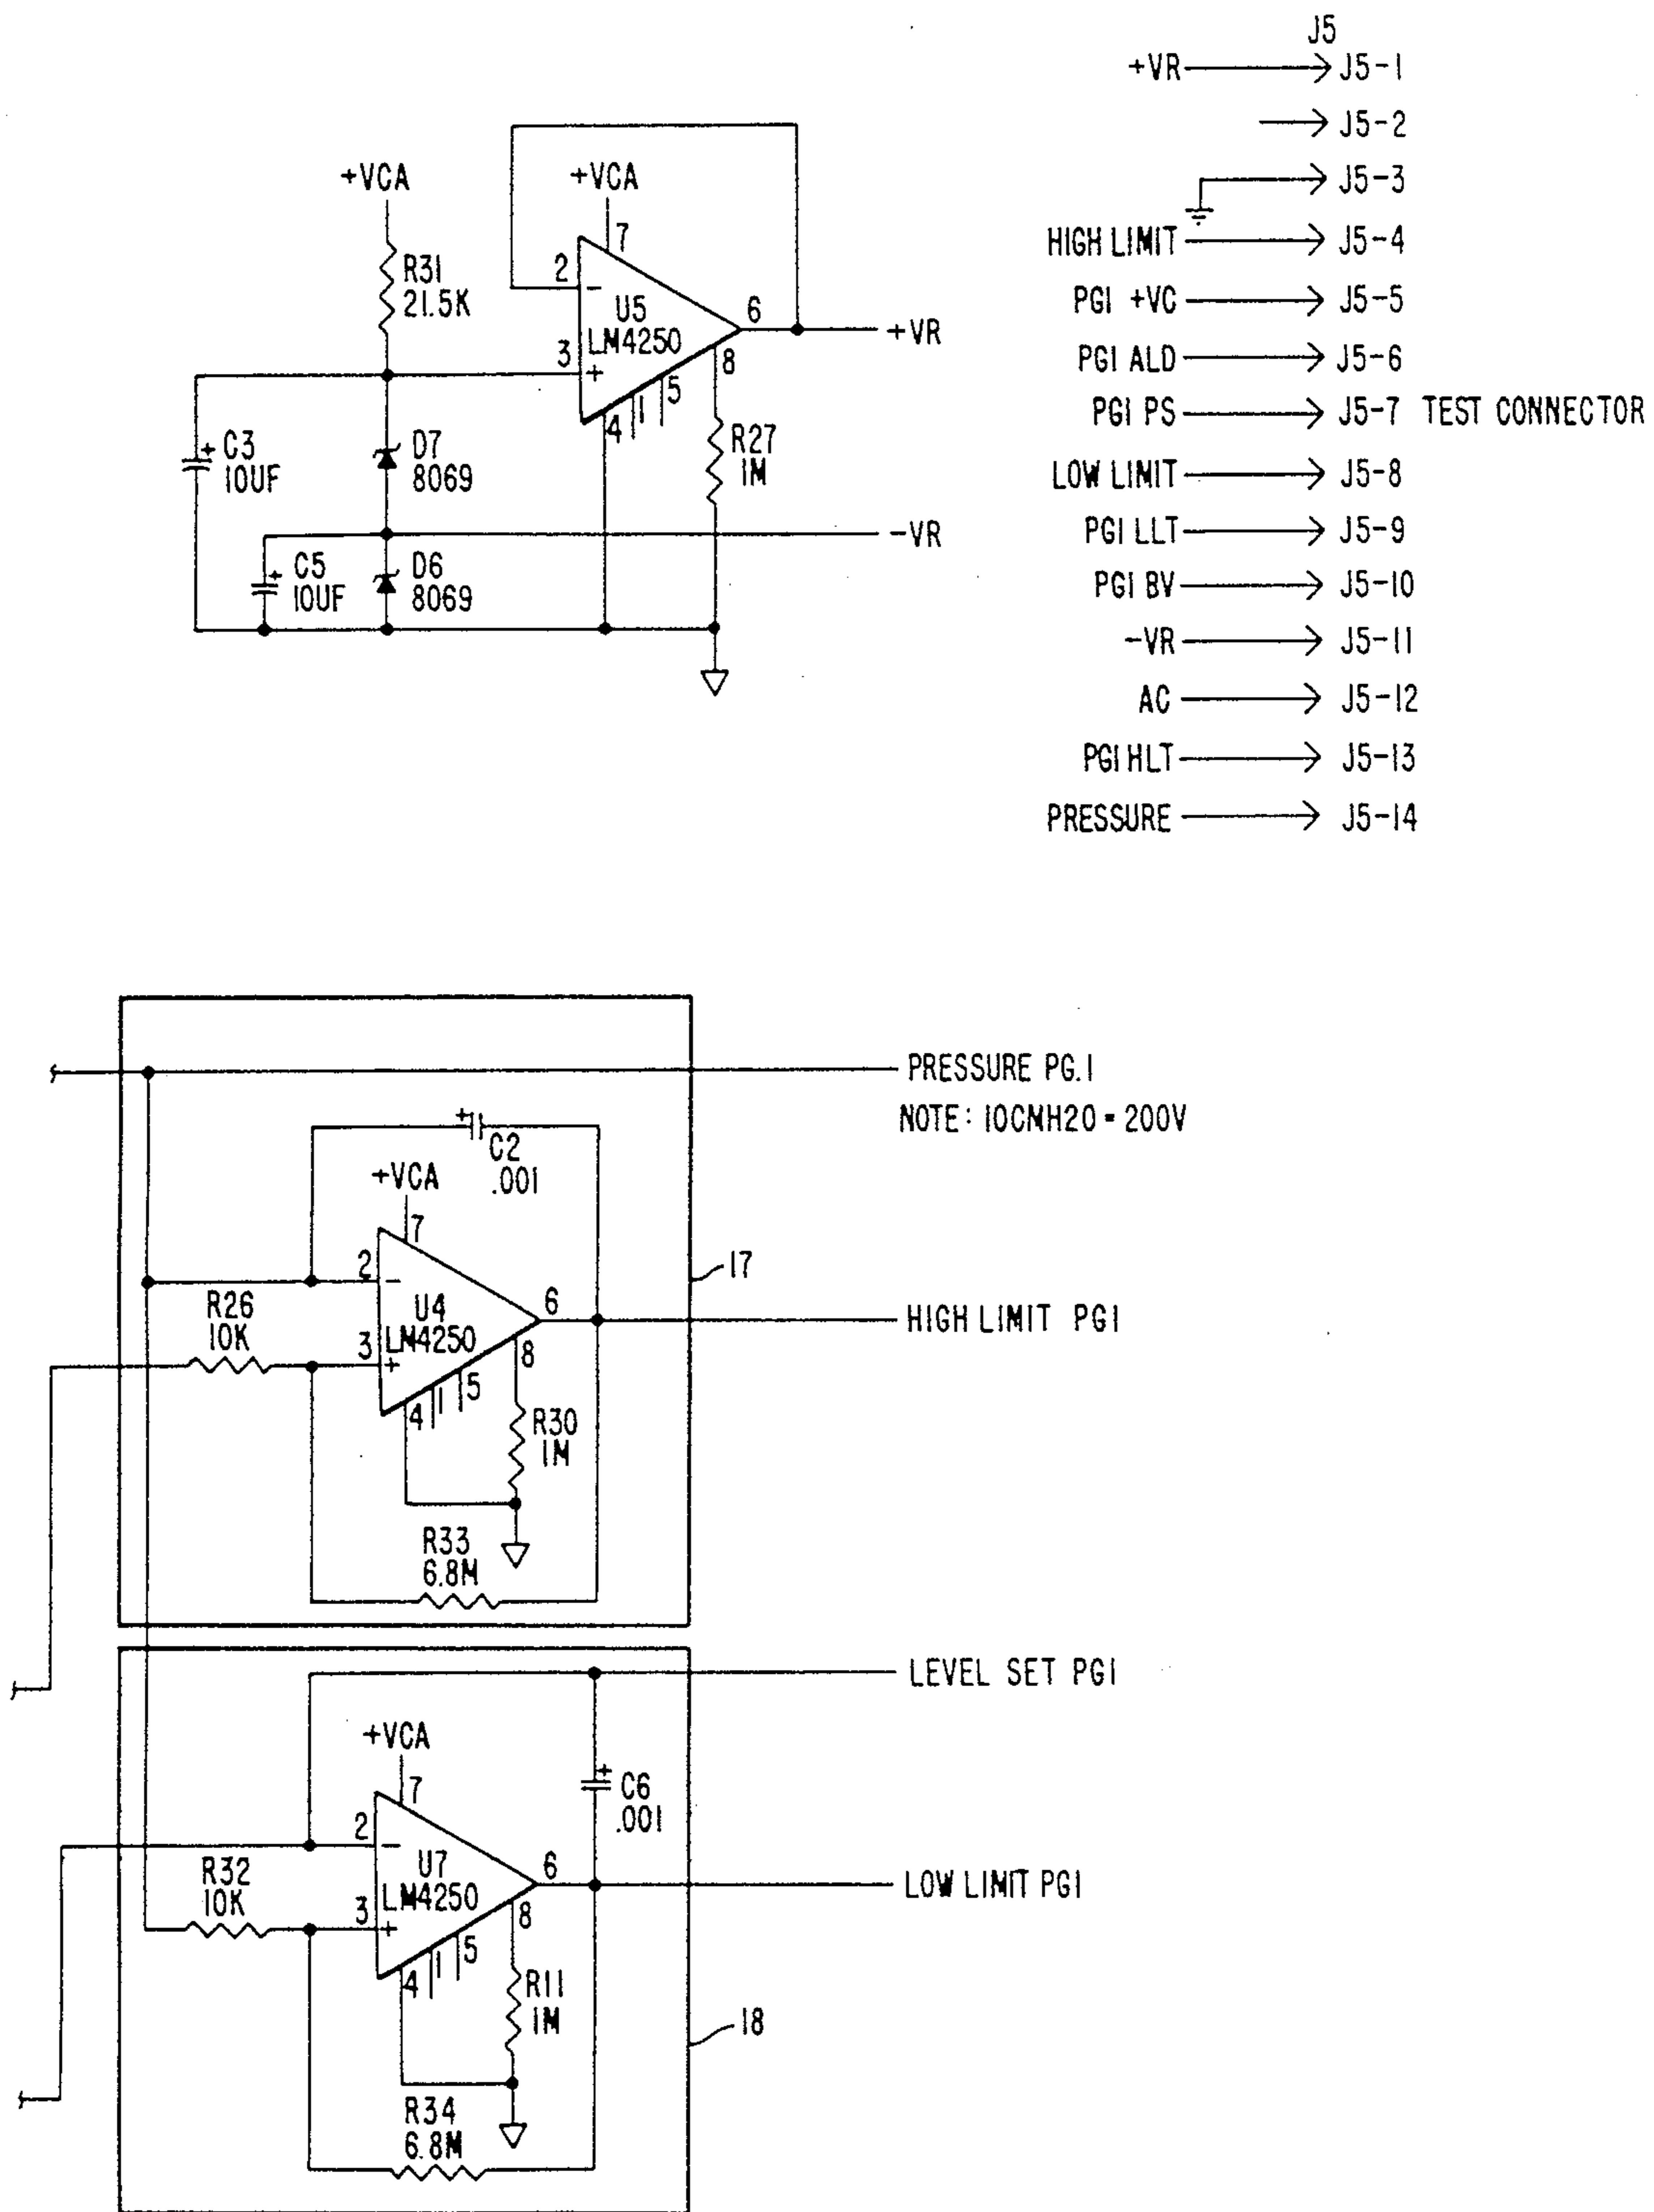 J5
+VR J5-1
J5-2
J5-3
HIGH LIMIT J5-4
PGI +VC J5-5
PGI ALD J5-6
PGI PS J5-7 TEST CONNECTOR
LOW LIMIT J5-8
PGI LLT J5-9
PGI BV J5-10
-VR J5-11
AC J5-12
PGI HLT J5-13
PRESSURE J5-14
+VCA
R31
21.5K
+VCA
7
2
-
U5
LM4250
6
+VR
3
+
8
5
1
4
R27
1M
+
C3
10UF
D7
8069
-VR
+
C5
10UF
D6
8069
PRESSURE PG.1
NOTE: 10CMH20 = 200V
+
C2
.001
+VCA
7
2
-
U4
LM4250
6
HIGH LIMIT PG1
17
R26
10K
3
+
8
5
1
4
R30
1M
R33
6.8M
LEVEL SET PG1
+VCA
7
+
C6
.001
2
-
U7
LM4250
6
LOW LIMIT PG1
R32
10K
3
+
8
5
1
4
R11
1M
18
R34
6.8M